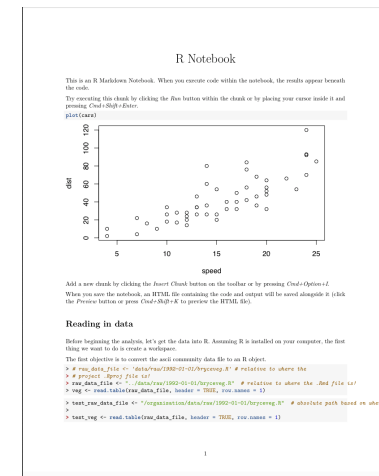 R Notebook
This is an R Markdown Notebook. When you execute code within the notebook, the results appear beneath
the code.
Try executing this chunk by clicking the Run button within the chunk or by placing your cursor inside it and
pressing Cmd+Shift+Enter.
plot(cars)
dist
0 20 40 60 80 100 120
5 10 15 20 25
speed
Add a new chunk by clicking the Insert Chunk button on the toolbar or by pressing Cmd+Option+I.
When you save the notebook, an HTML file containing the code and output will be saved alongside it (click
the Preview button or press Cmd+Shift+K to preview the HTML file).
Reading in data
Before beginning the analysis, let's get the data into R. Assuming R is installed on your computer, the first
thing we want to do is create a workspace.
The first objective is to convert the ascii community data file to an R object.
> # raw_data_file <- 'data/raw/1992-01-01/bryceveg.R' # relative to where the
> # project .Rproj file is!
> raw_data_file <- "../data/raw/1992-01-01/bryceveg.R" # relative to where the .Rmd file is!
> veg <- read.table(raw_data_file, header = TRUE, row.names = 1)
>
> test_raw_data_file <- "/organization/data/raw/1992-01-01/bryceveg.R" # absolute path based on whe
>
> test_veg <- read.table(raw_data_file, header = TRUE, row.names = 1)
1